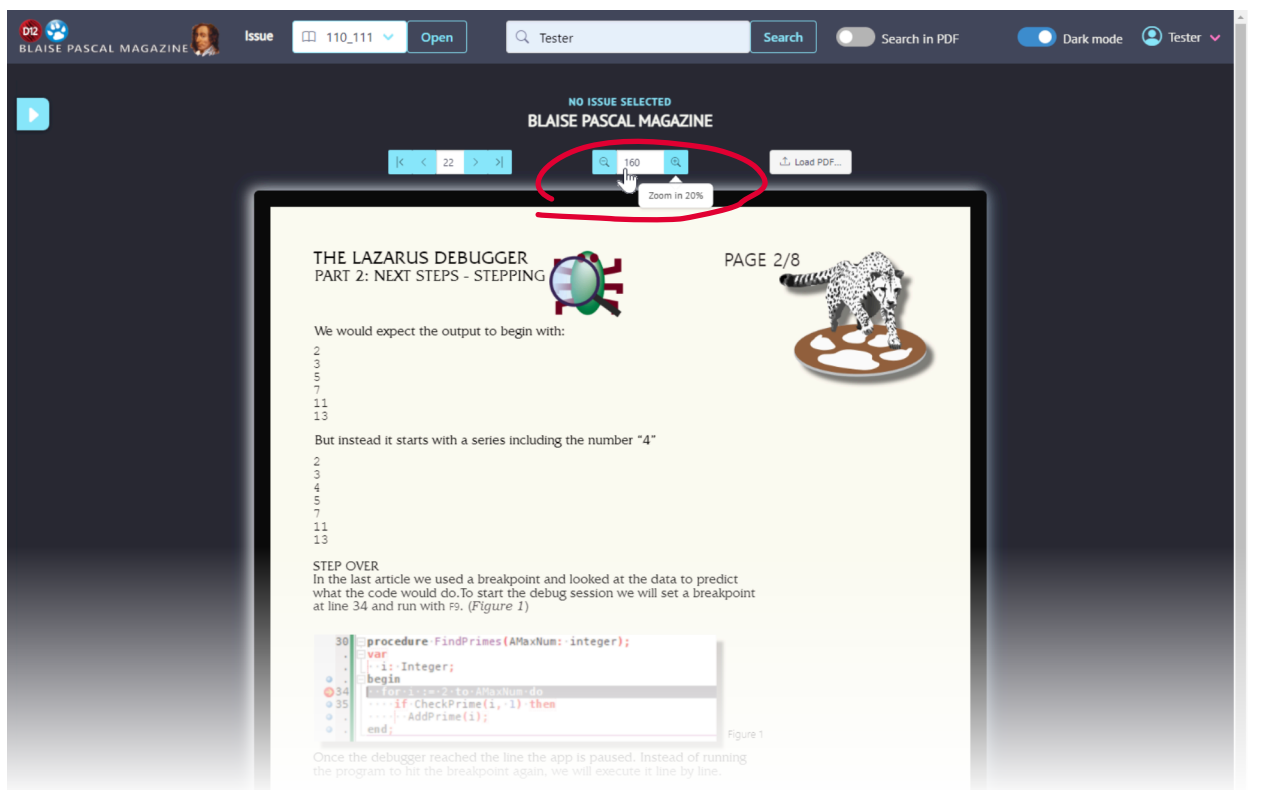 D12
BLAISE PASCAL MAGAZINE
Issue
110_111
Open
Tester
Search
Search in PDF
Dark mode
Tester
NO ISSUE SELECTED
BLAISE PASCAL MAGAZINE
22
160
Load PDF...
Zoom in 20%
THE LAZARUS DEBUGGER
PART 2: NEXT STEPS - STEPPING
PAGE 2/8
We would expect the output to begin with:
2
3
5
7
11
13
But instead it starts with a series including the number “4”
2
3
4
5
7
11
13
STEP OVER
In the last article we used a breakpoint and looked at the data to predict
what the code would do.To start the debug session we will set a breakpoint
at line 34 and run with F9. (Figure 1)
30 procedure·FindPrimes(AMaxNum:·integer);
. var
. ··i:·Integer;
. begin
34 ··for·i·:=·2·to·AMaxNum·do
35 ····if·CheckPrime(i,·1)·then
. ······AddPrime(i);
. end;
Figure 1
Once the debugger reached the line the app is paused. Instead of running
the program to hit the breakpoint again, we will execute it line by line.